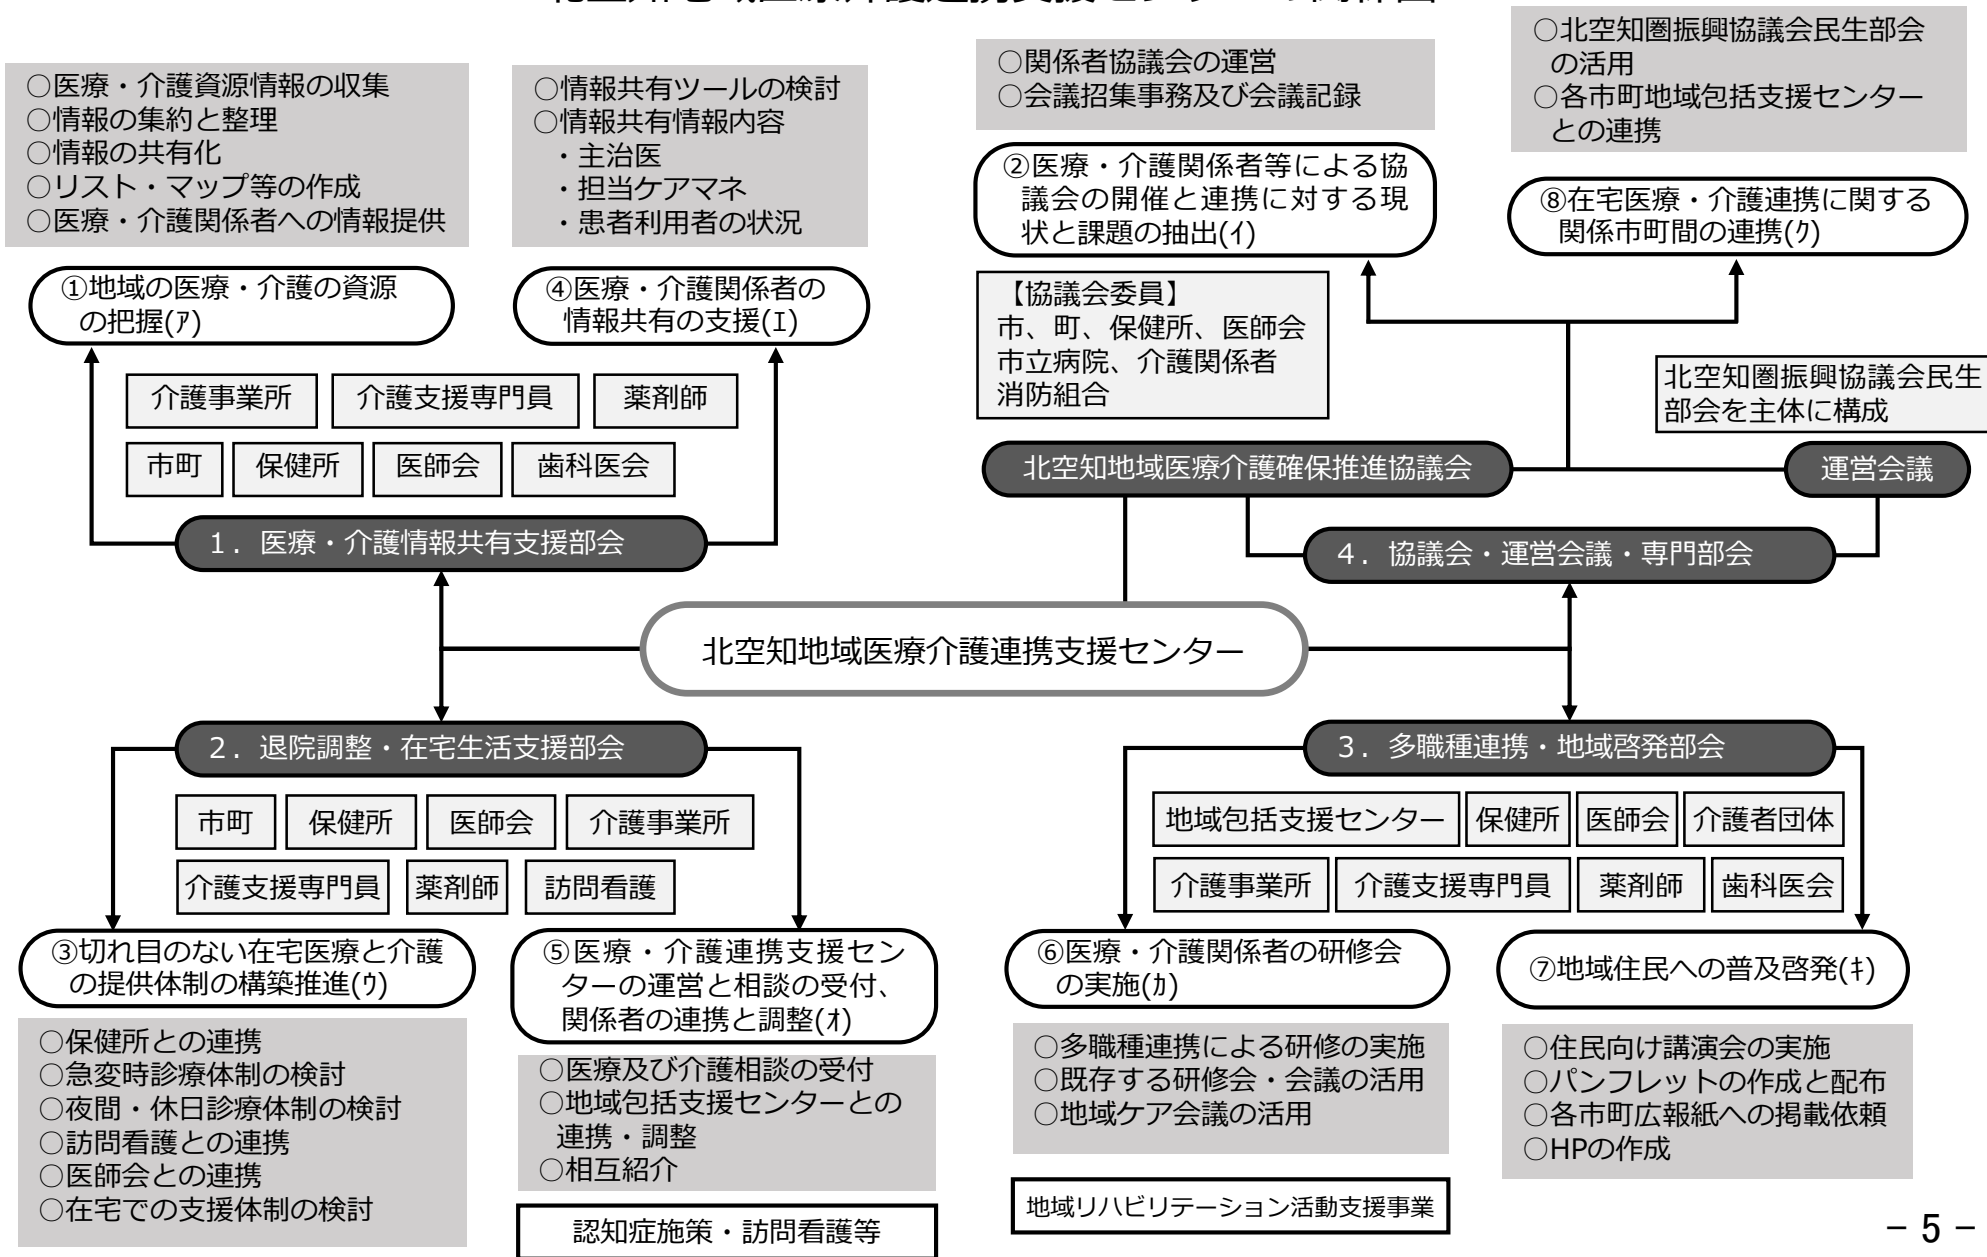 ○医療・介護資源情報の収集
○情報の集約と整理
○情報の共有化
○リスト・マップ等の作成
○医療・介護関係者への情報提供
○情報共有ツールの検討
○情報共有情報内容
・主治医
・担当ケアマネ
・患者利用者の状況
○関係者協議会の運営
○会議招集事務及び会議記録
○北空知圏振興協議会民生部会
の活用
○各市町地域包括支援センター
との連携
①地域の医療・介護の資源
の把握(ｱ)
④医療・介護関係者の
情報共有の支援(ｴ)
②医療・介護関係者等による協
議会の開催と連携に対する現
状と課題の抽出(ｲ)
⑧在宅医療・介護連携に関する
関係市町間の連携(ｸ)
【協議会委員】
市、町、保健所、医師会
市立病院、介護関係者
消防組合
北空知圏振興協議会民生
部会を主体に構成
介護事業所
介護支援専門員
薬剤師
市町
保健所
医師会
歯科医会
北空知地域医療介護確保推進協議会
運営会議
１．医療・介護情報共有支援部会
４．協議会・運営会議・専門部会
北空知地域医療介護連携支援センター
２．退院調整・在宅生活支援部会
３．多職種連携・地域啓発部会
市町
保健所
医師会
介護事業所
介護支援専門員
薬剤師
訪問看護
地域包括支援センター
保健所
医師会
介護者団体
介護事業所
介護支援専門員
薬剤師
歯科医会
③切れ目のない在宅医療と介護
の提供体制の構築推進(ｳ)
⑤医療・介護連携支援セン
ターの運営と相談の受付、
関係者の連携と調整(ｵ)
⑥医療・介護関係者の研修会
の実施(ｶ)
⑦地域住民への普及啓発(ｷ)
○保健所との連携
○急変時診療体制の検討
○夜間・休日診療体制の検討
○訪問看護との連携
○医師会との連携
○在宅での支援体制の検討
○医療及び介護相談の受付
○地域包括支援センターとの
連携・調整
○相互紹介
認知症施策・訪問看護等
○多職種連携による研修の実施
○既存する研修会・会議の活用
○地域ケア会議の活用
地域リハビリテーション活動支援事業
○住民向け講演会の実施
○パンフレットの作成と配布
○各市町広報紙への掲載依頼
○HPの作成
－ 5 －